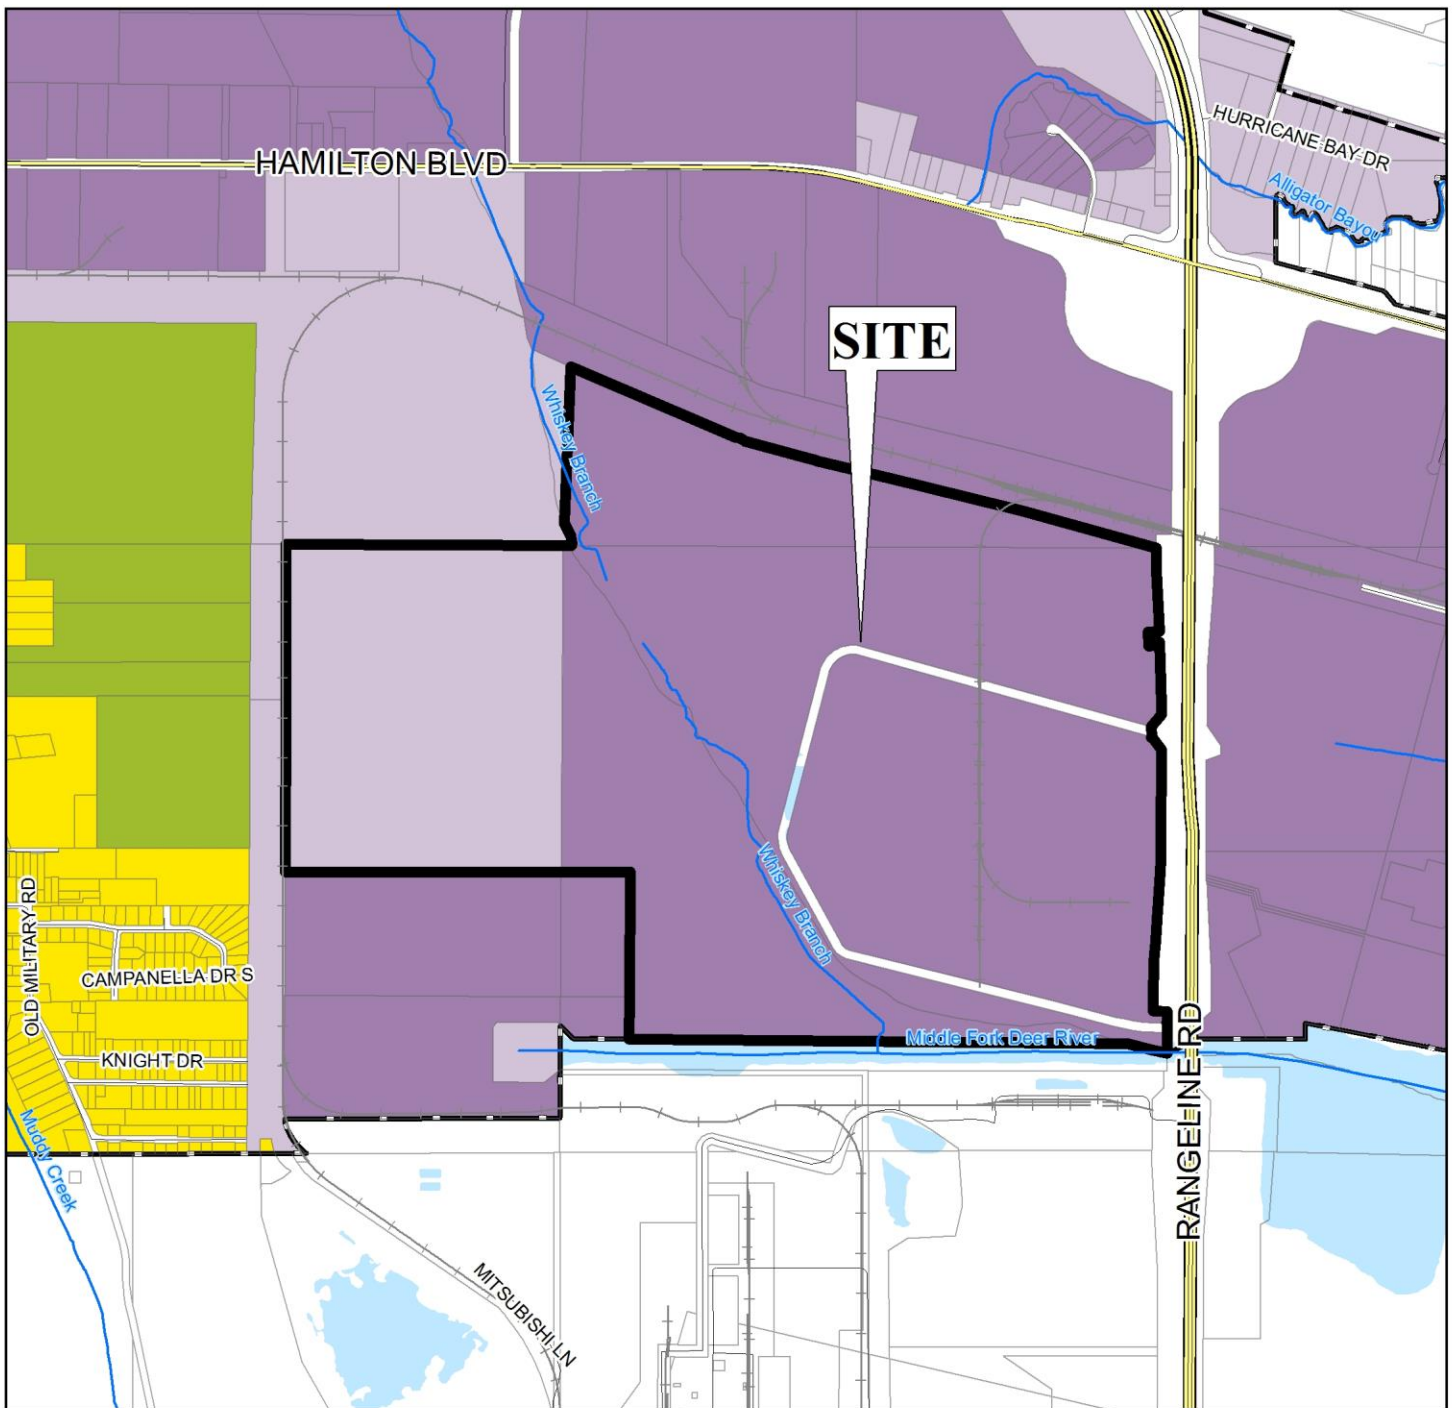 HAMILTON BLVD
HURRICANE BAY DR
Alligator Bayou
SITE
Whiskey Branch
Whiskey Branch
OLD MILITARY RD
CAMPANELLA DR S
KNIGHT DR
Middle Fork Deer River
RANGELINE RD
Muddy Creek
MITSUBISHI LN